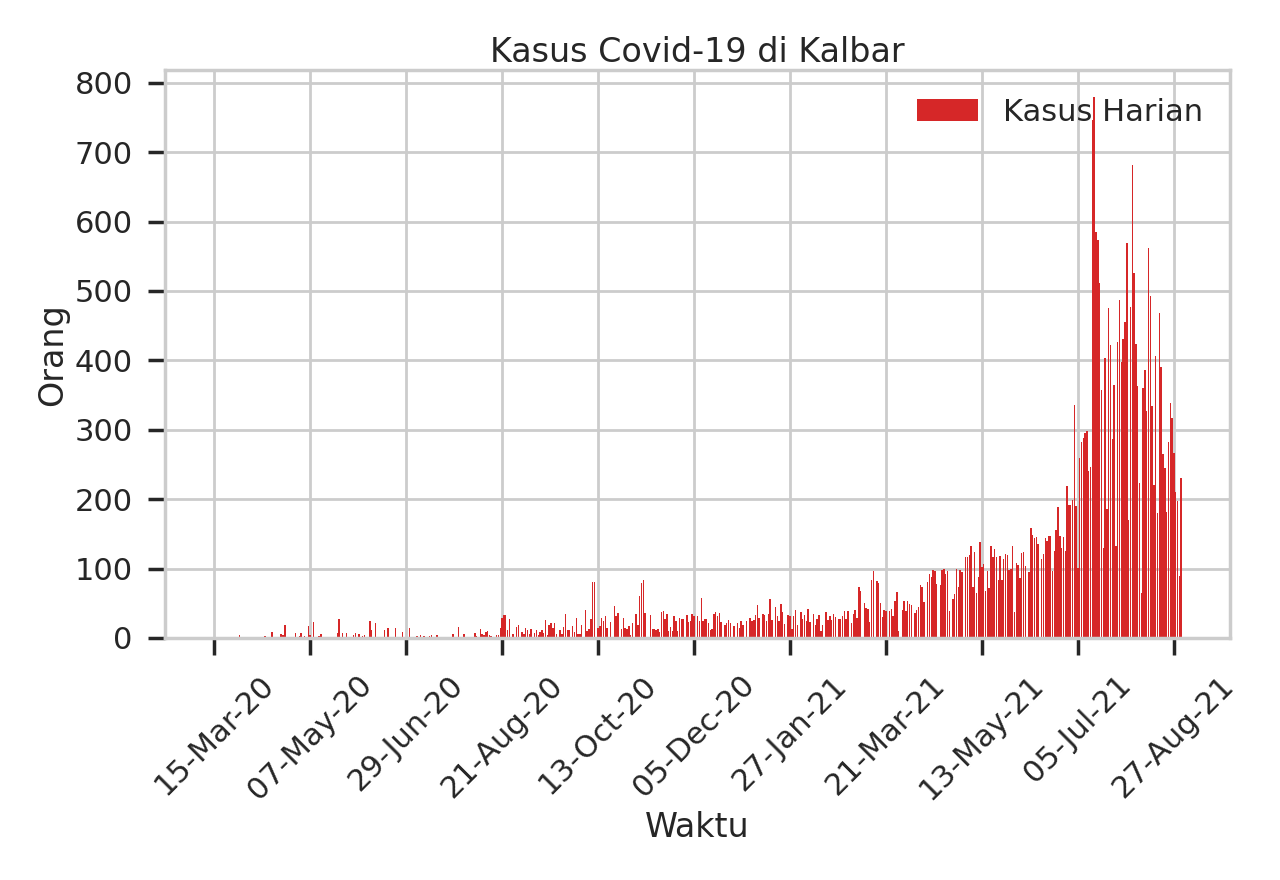 Kasus Covid-19 di Kalbar
Kasus Harian
800
700
600
500
400
300
200
100
0
Orang
15-Mar-20
07-May-20
29-Jun-20
21-Aug-20
13-Oct-20
05-Dec-20
27-Jan-21
21-Mar-21
13-May-21
05-Jul-21
27-Aug-21
Waktu